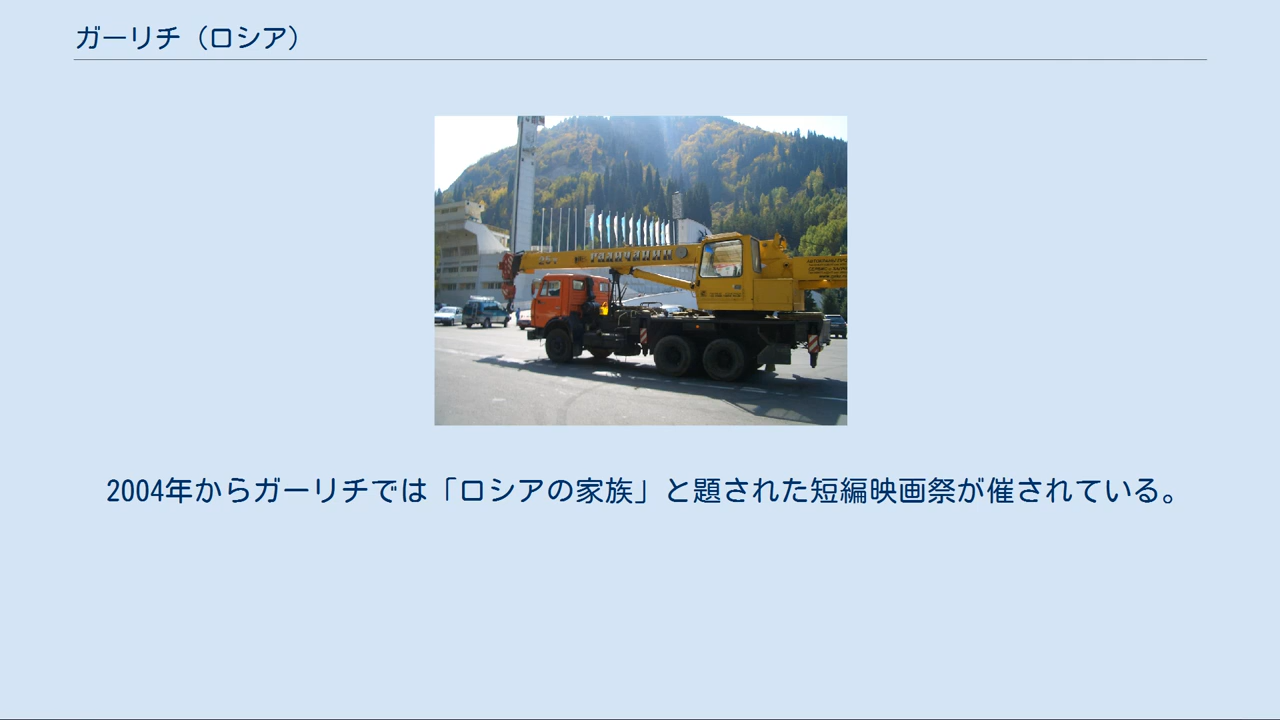 ガーリチ（ロシア）
25т ГАЛИЧАНИН
2004年からガーリチでは「ロシアの家族」と題された短編映画祭が催されている。